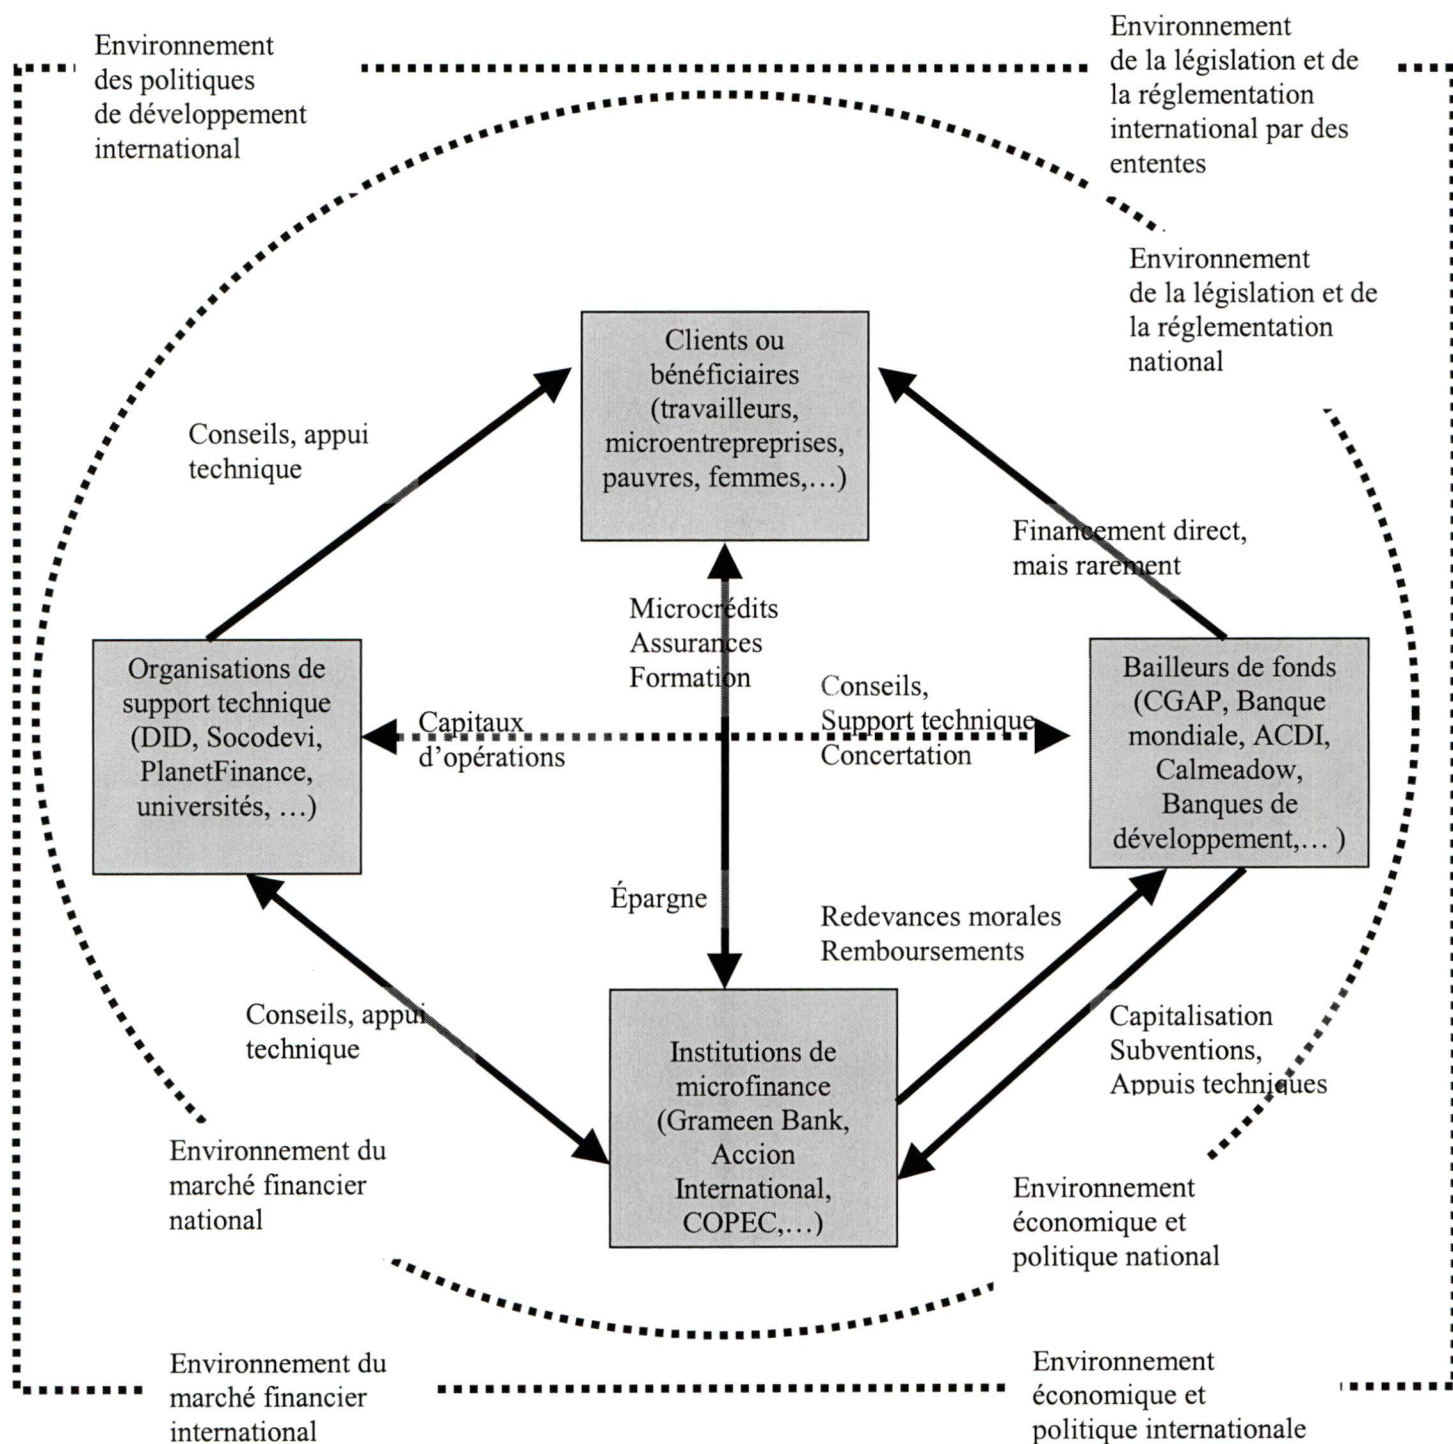 Environnement
des politiques
de développement
international
Environnement
de la législation et de
la réglementation
international par des
ententes
Environnement
de la législation et de
la réglementation
national
Clients ou
bénéficiaires
(travailleurs,
microentrepreprises,
pauvres, femmes,…)
Conseils, appui
technique
Financement direct,
mais rarement
Microcrédits
Assurances
Formation
Organisations de
support technique
(DID, Socodevi,
PlanetFinance,
universités, …)
Capitaux
d’opérations
Conseils,
Support technique
Concertation
Bailleurs de fonds
(CGAP, Banque
mondiale, ACDI,
Calmeadow,
Banques de
développement,… )
Épargne
Redevances morales
Remboursements
Conseils, appui
technique
Capitalisation
Subventions,
Appuis techniques
Institutions de
microfinance
(Grameen Bank,
Accion
International,
COPEC,…)
Environnement du
marché financier
national
Environnement
économique et
politique national
Environnement du
marché financier
international
Environnement
économique et
politique internationale